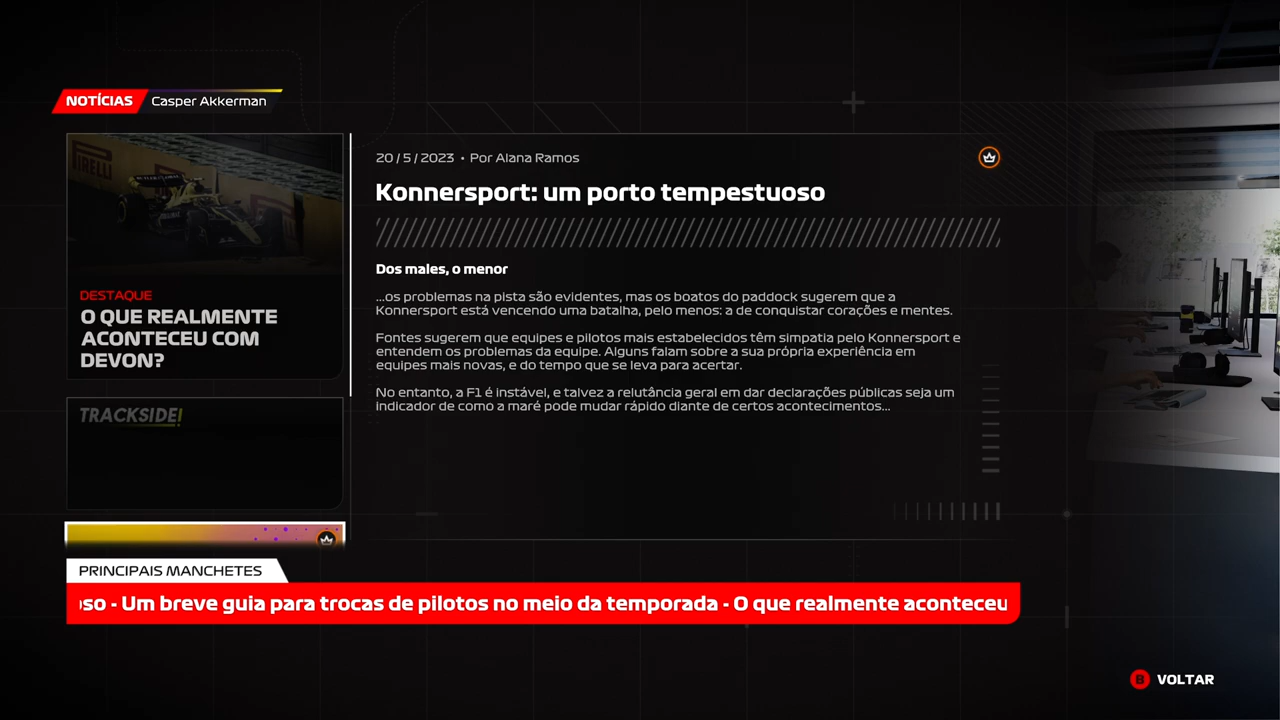 NOTÍCIAS Casper Akkerman
PIRELLI
DESTAQUE
O QUE REALMENTE
ACONTECEU COM
DEVON?
TRACKSIDE!
20 / 5 / 2023 • Por Alana Ramos
Konnersport: um porto tempestuoso
Dos males, o menor
...os problemas na pista são evidentes, mas os boatos do paddock sugerem que a
Konnersport está vencendo uma batalha, pelo menos: a de conquistar corações e mentes.
Fontes sugerem que equipes e pilotos mais estabelecidos têm simpatia pelo Konnersport e
entendem os problemas da equipe. Alguns falam sobre a sua própria experiência em
equipes mais novas, e do tempo que se leva para acertar.
No entanto, a F1 é instável, e talvez a relutância geral em dar declarações públicas seja um
indicador de como a maré pode mudar rápido diante de certos acontecimentos...
PRINCIPAIS MANCHETES
oso - Um breve guia para trocas de pilotos no meio da temporada - O que realmente aconteceu
B VOLTAR